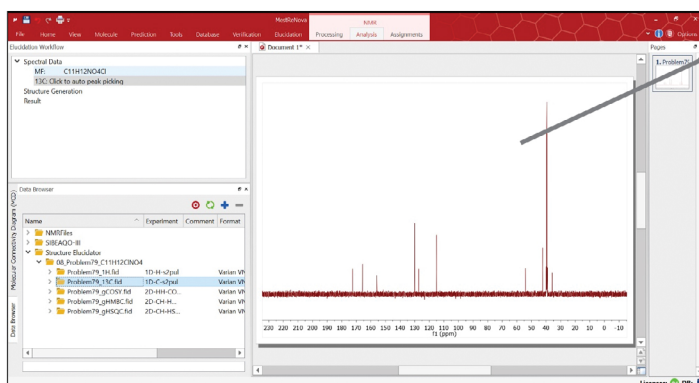 MestReNova
NMR
File Home View Molecule Prediction Tools Database Verification Elucidation Processing Analysis Assignments Options
Elucidation Workflow
Spectral Data
MF: C11H12NO4Cl
13C: Click to auto peak picking
Structure Generation
Result
Document 1*
Pages
1. Problem79
Data Browser
Molecular Connectivity Diagram (MCD)
Data Browser
Name Experiment Comment Format
NMRFiles
SIBEAQO-III
Structure Elucidator
08_Problem79_C11H12CINO4
Problem79_1H.fid 1D-H-s2pul Varian VN
Problem79_13C.fid 1D-C-s2pul Varian VN
Problem79_gCOSY.fid 2D-HH-CO... Varian VN
Problem79_gHMBC.fid 2D-CH-H... Varian VN
Problem79_gHSQC.fid 2D-CH-HS... Varian VN
230 220 210 200 190 180 170 160 150 140 130 120 110 100 90 80 70 60 50 40 30 20 10 0 -10
f1 (ppm)